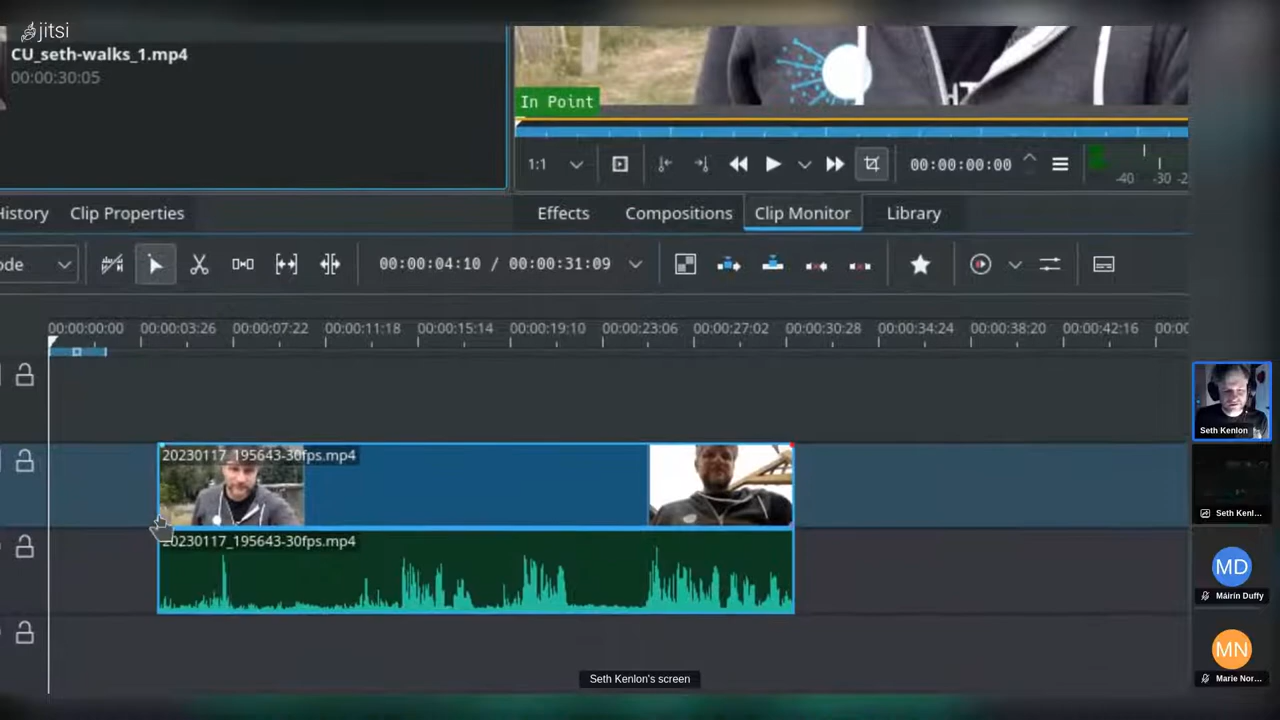 jitsi
CU_seth-walks_1.mp4
00:00:30:05
In Point
1:1
00:00:00:00
-40 -30 -2
History Clip Properties
Effects Compositions Clip Monitor Library
ode
00:00:04:10 / 00:00:31:09
00:00:00:00 00:00:03:26 00:00:07:22 00:00:11:18 00:00:15:14 00:00:19:10 00:00:23:06 00:00:27:02 00:00:30:28 00:00:34:24 00:00:38:20 00:00:42:16 00:00
20230117_195643-30fps.mp4
20230117_195643-30fps.mp4
Seth Kenlon
Seth Kenl...
MD
Máirín Duffy
MN
Marie Nor...
Seth Kenlon's screen